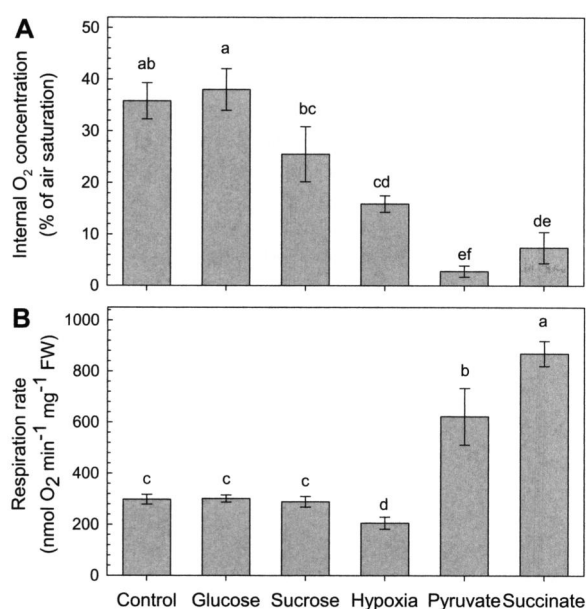 A
Internal O2 concentration
(% of air saturation)
50
40
30
20
10
0
ab
a
bc
cd
ef
de
B
Respiration rate
(nmol O2 min-1 mg-1 FW)
1000
800
600
400
200
0
c
c
c
d
b
a
Control Glucose Sucrose Hypoxia Pyruvate Succinate